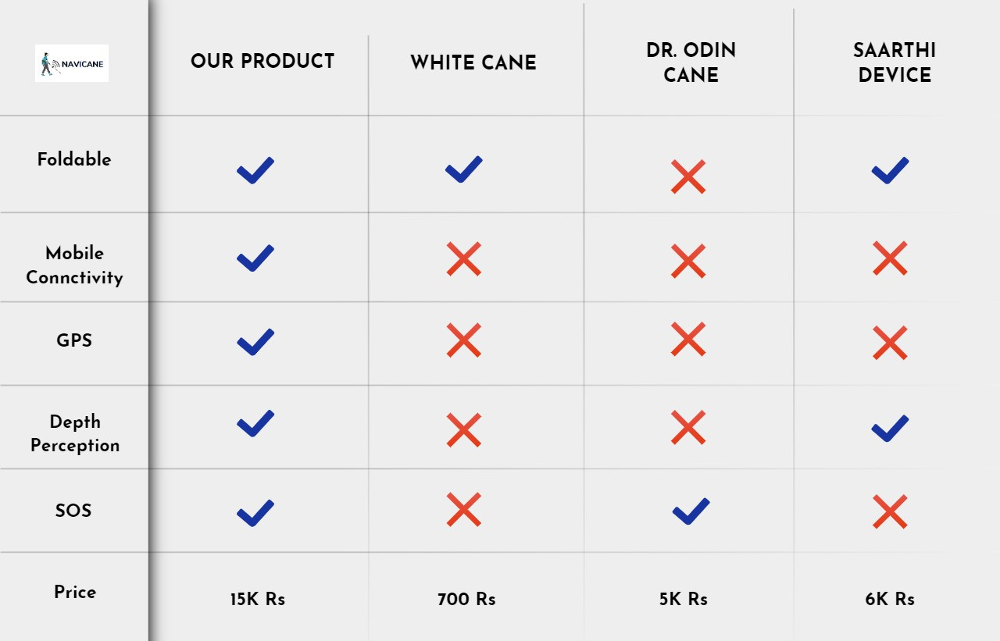 NAVICANE
OUR PRODUCT
WHITE CANE
DR. ODIN
CANE
SAARTHI
DEVICE
Foldable
Mobile
Connctivity
GPS
Depth
Perception
SOS
Price
15K Rs
700 Rs
5K Rs
6K Rs